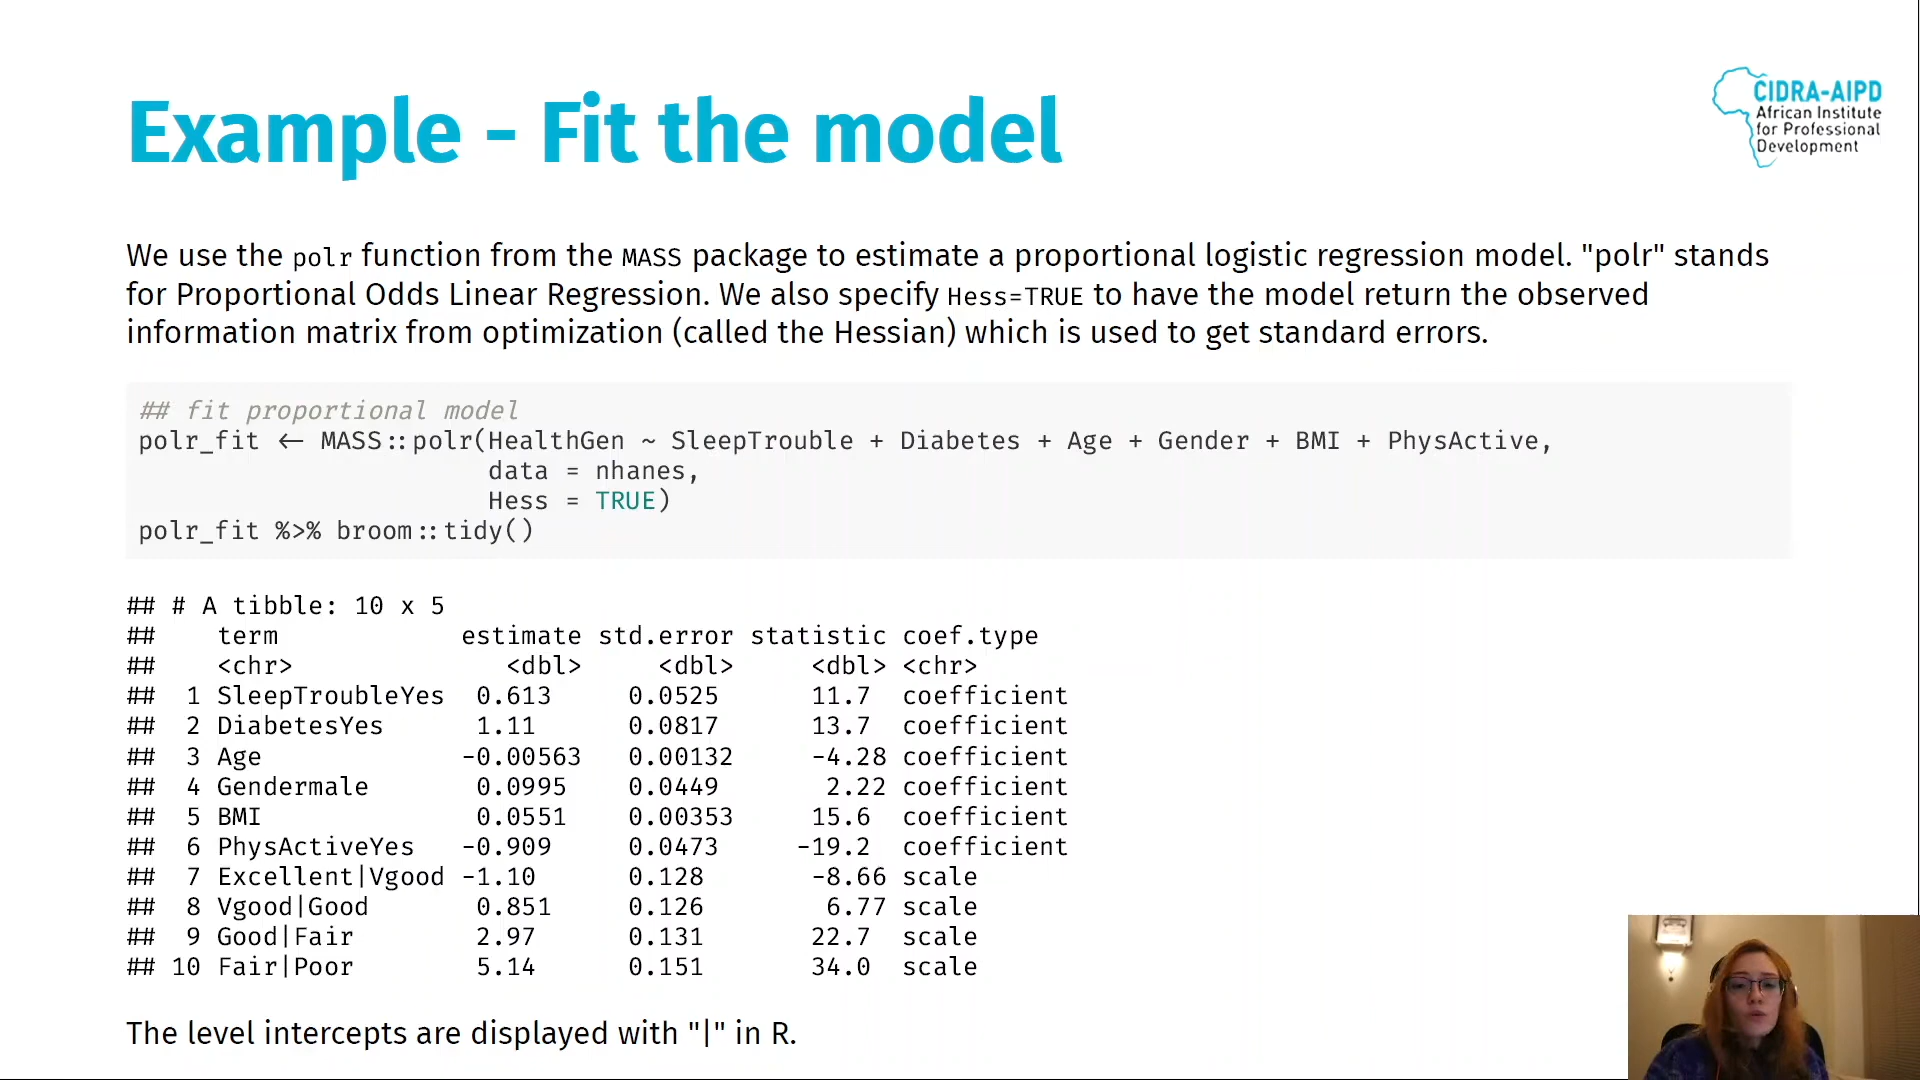 Example - Fit the model
CIDRA-AIPD
African Institute
for Professional
Development
We use the polr function from the MASS package to estimate a proportional logistic regression model. "polr" stands
for Proportional Odds Linear Regression. We also specify Hess=TRUE to have the model return the observed
information matrix from optimization (called the Hessian) which is used to get standard errors.
## fit proportional model
polr_fit <- MASS::polr(HealthGen ~ SleepTrouble + Diabetes + Age + Gender + BMI + PhysActive,
data = nhanes,
Hess = TRUE)
polr_fit %>% broom::tidy()
## # A tibble: 10 x 5
## term estimate std.error statistic coef.type
## <chr> <dbl> <dbl> <dbl> <chr>
## 1 SleepTroubleYes 0.613 0.0525 11.7 coefficient
## 2 DiabetesYes 1.11 0.0817 13.7 coefficient
## 3 Age -0.00563 0.00132 -4.28 coefficient
## 4 Gendermale 0.0995 0.0449 2.22 coefficient
## 5 BMI 0.0551 0.00353 15.6 coefficient
## 6 PhysActiveYes -0.909 0.0473 -19.2 coefficient
## 7 Excellent|Vgood -1.10 0.128 -8.66 scale
## 8 Vgood|Good 0.851 0.126 6.77 scale
## 9 Good|Fair 2.97 0.131 22.7 scale
## 10 Fair|Poor 5.14 0.151 34.0 scale
The level intercepts are displayed with "|" in R.